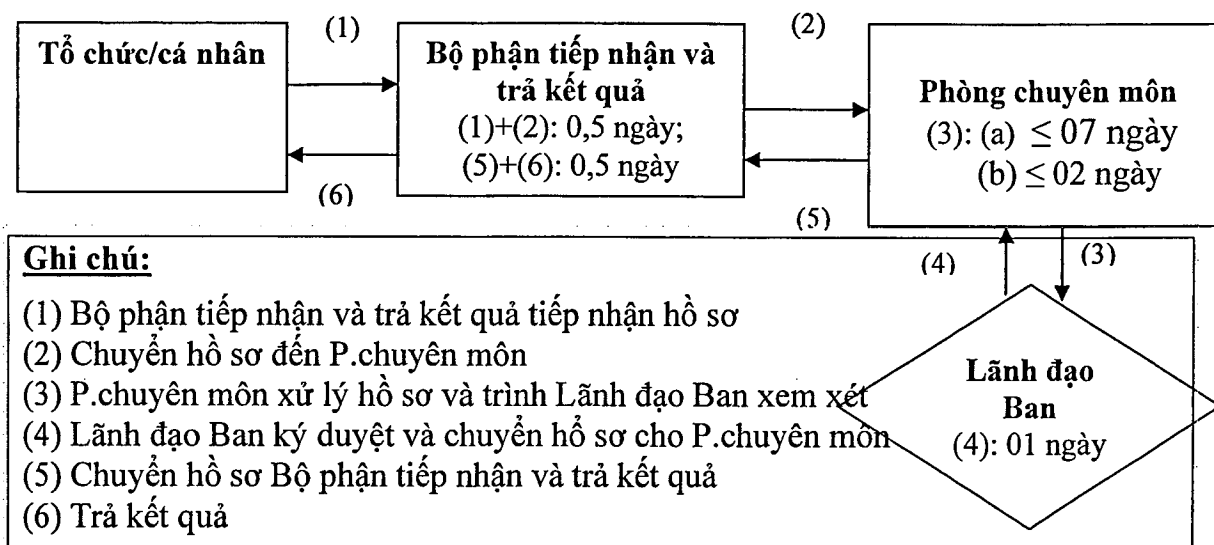 (1)
(2)
Tổ chức/cá nhân
Bộ phận tiếp nhận và
trả kết quả
(1)+(2): 0,5 ngày;
(5)+(6): 0,5 ngày
Phòng chuyên môn
(3): (a) ≤ 07 ngày
(b) ≤ 02 ngày
(6)
(5)
(4)
(3)
Ghi chú:
(1) Bộ phận tiếp nhận và trả kết quả tiếp nhận hồ sơ
(2) Chuyển hồ sơ đến P.chuyên môn
(3) P.chuyên môn xử lý hồ sơ và trình Lãnh đạo Ban xem xét
(4) Lãnh đạo Ban ký duyệt và chuyển hổ sơ cho P.chuyên môn
(5) Chuyển hồ sơ Bộ phận tiếp nhận và trả kết quả
(6) Trả kết quả
Lãnh đạo
Ban
(4): 01 ngày